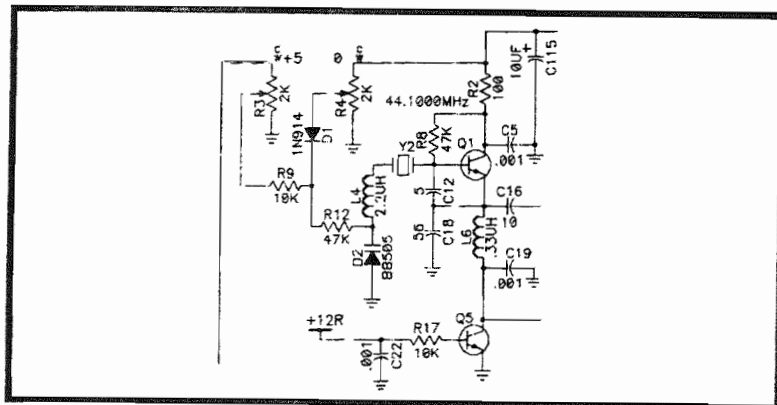 +5
0
R3
2K
R4
2K
1N914
D1
44.1000MHz
R2
100
10UF
+
C115
R8
47K
Y2
Q1
C5
.001
R9
10K
L4
2.2UH
5
C12
C16
10
R12
47K
56
C18
L6
.33UH
D2
BB505
C19
.001
+12R
R17
10K
Q5
.001
C22